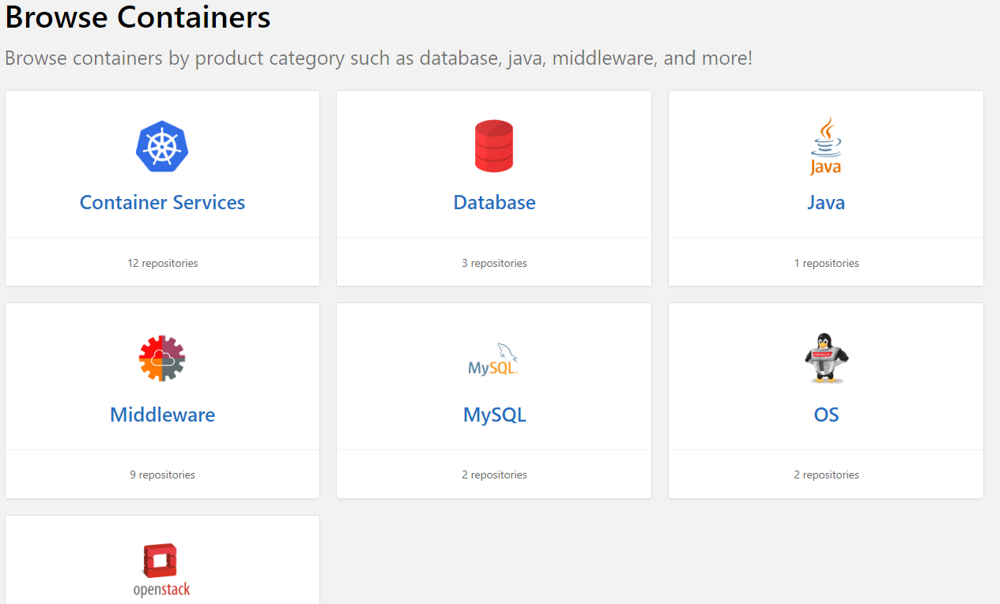 Browse Containers
Browse containers by product category such as database, java, middleware, and more!
Java
Container Services
Database
Java
12 repositories
3 repositories
1 repositories
MySQL
ORACLE
Middleware
MySQL
OS
9 repositories
2 repositories
2 repositories
openstack